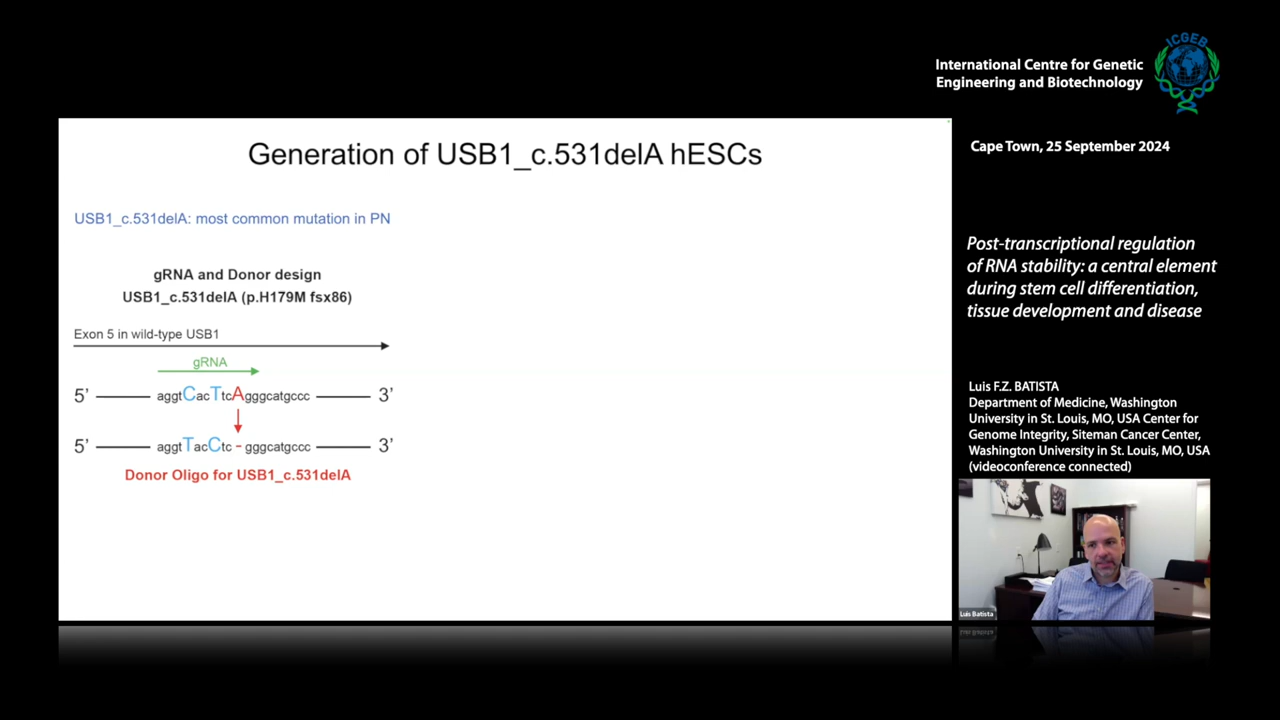 ICGEB
International Centre for Genetic
Engineering and Biotechnology
Cape Town, 25 September 2024
Generation of USB1_c.531delA hESCs
USB1_c.531delA: most common mutation in PN
gRNA and Donor design
USB1_c.531delA (p.H179M fsx86)
Exon 5 in wild-type USB1
gRNA
5’ aggtCacTtcAgggcatgccc 3’
5’ aggtTacCtc - gggcatgccc 3’
Donor Oligo for USB1_c.531delA
Post-transcriptional regulation
of RNA stability: a central element
during stem cell differentiation,
tissue development and disease
Luis F.Z. BATISTA
Department of Medicine, Washington
University in St. Louis, MO, USA Center for
Genome Integrity, Siteman Cancer Center,
Washington University in St. Louis, MO, USA
(videoconference connected)
Luis Batista